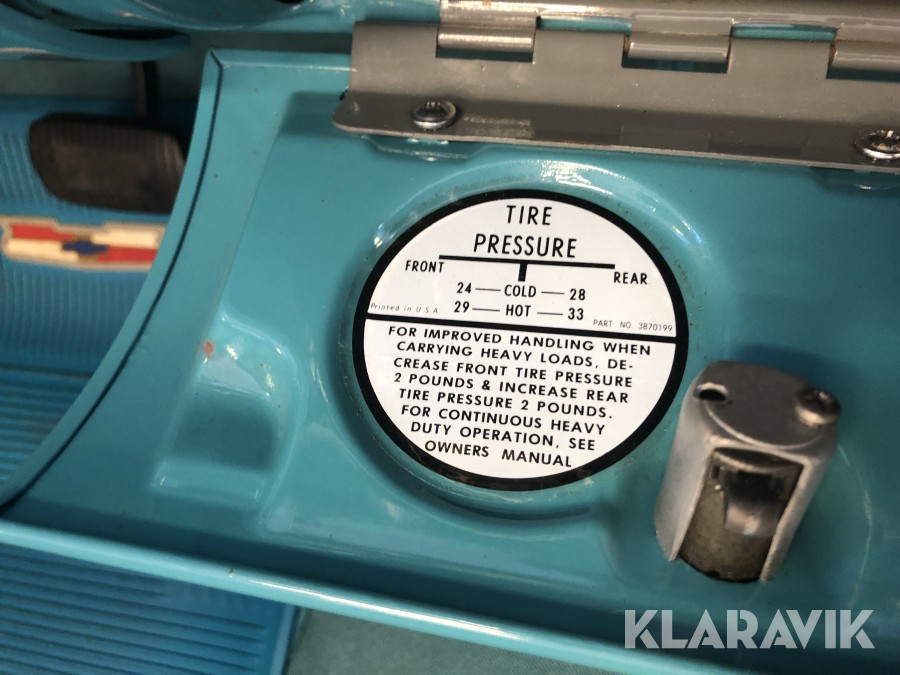 TIRE
PRESSURE
FRONT REAR
24 — COLD — 28
29 — HOT — 33
Printed in U.S.A. PART NO. 3870199
FOR IMPROVED HANDLING WHEN
CARRYING HEAVY LOADS, DE-
CREASE FRONT TIRE PRESSURE
2 POUNDS & INCREASE REAR
TIRE PRESSURE 2 POUNDS.
FOR CONTINUOUS HEAVY
DUTY OPERATION, SEE
OWNERS MANUAL
KLARAVIK